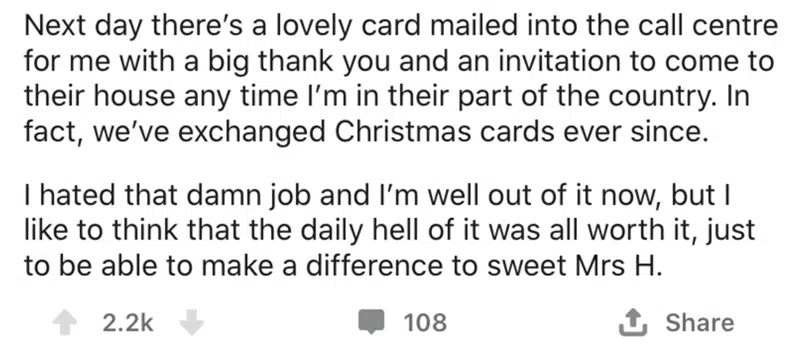 Next day there’s a lovely card mailed into the call centre
for me with a big thank you and an invitation to come to
their house any time I’m in their part of the country. In
fact, we’ve exchanged Christmas cards ever since.
I hated that damn job and I’m well out of it now, but I
like to think that the daily hell of it was all worth it, just
to be able to make a difference to sweet Mrs H.
2.2k 108 Share